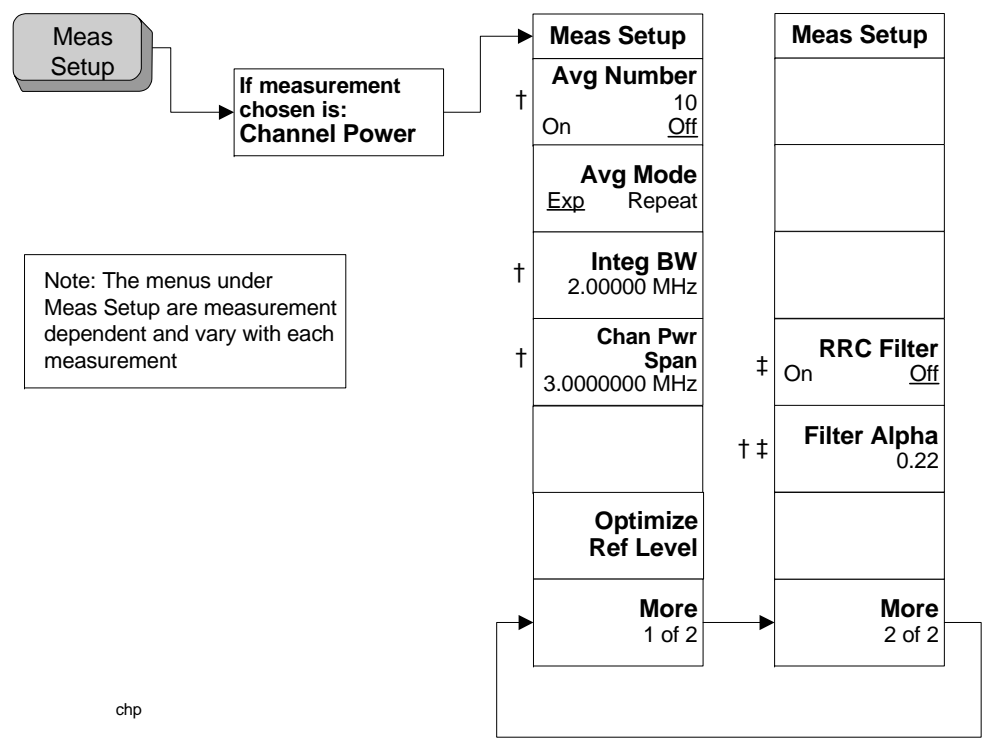 Meas
Setup
If measurement
chosen is:
Channel Power
Note: The menus under
Meas Setup are measurement
dependent and vary with each
measurement
Meas Setup
†
Avg Number
10
On Off
Avg Mode
Exp Repeat
†
Integ BW
2.00000 MHz
†
Chan Pwr
Span
3.0000000 MHz
Optimize
Ref Level
More
1 of 2
Meas Setup
‡
RRC Filter
On Off
† ‡
Filter Alpha
0.22
More
2 of 2
chp